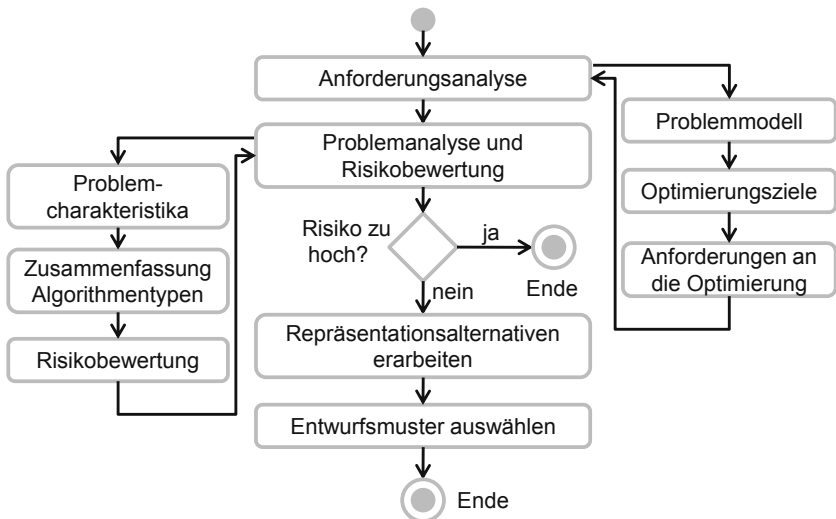 Anforderungsanalyse
Problemanalyse und
Risikobewertung
Problem-
charakteristika
Zusammenfassung
Algorithmentypen
Risikobewertung
Problemmodell
Optimierungsziele
Anforderungen an
die Optimierung
Risiko zu
hoch?
ja
Ende
nein
Repräsentationsalternativen
erarbeiten
Entwurfsmuster auswählen
Ende